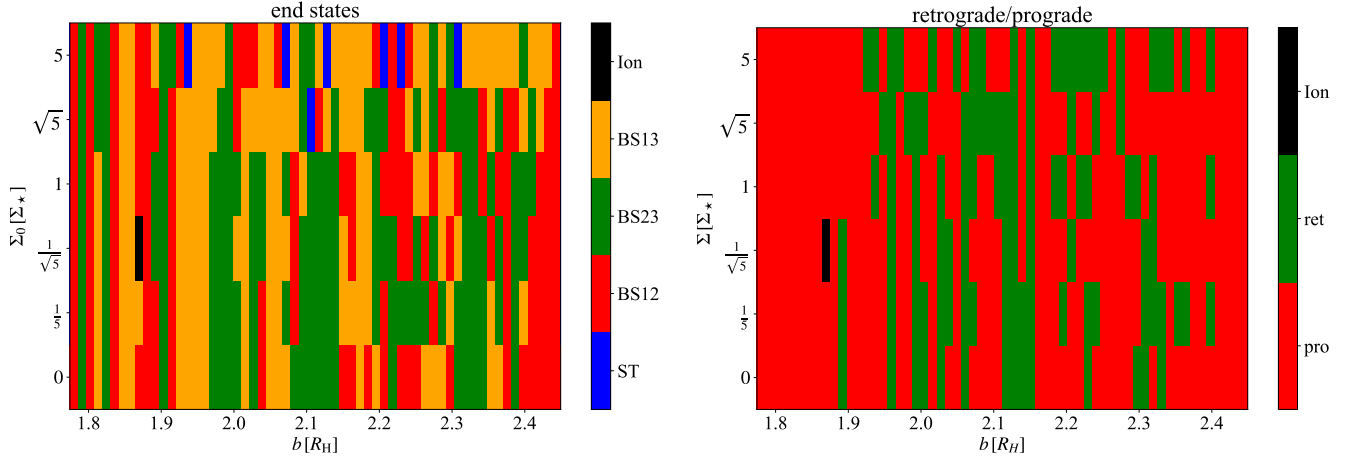 end states
Σ₀ [Σ⋆]
5
√5
1
1/√5
1/5
0
1.8 1.9 2.0 2.1 2.2 2.3 2.4
b [R_H]
Ion
BS13
BS23
BS12
ST
retrograde/prograde
Σ [Σ⋆]
5
√5
1
1/√5
1/5
0
1.8 1.9 2.0 2.1 2.2 2.3 2.4
b [R_H]
Ion
ret
pro